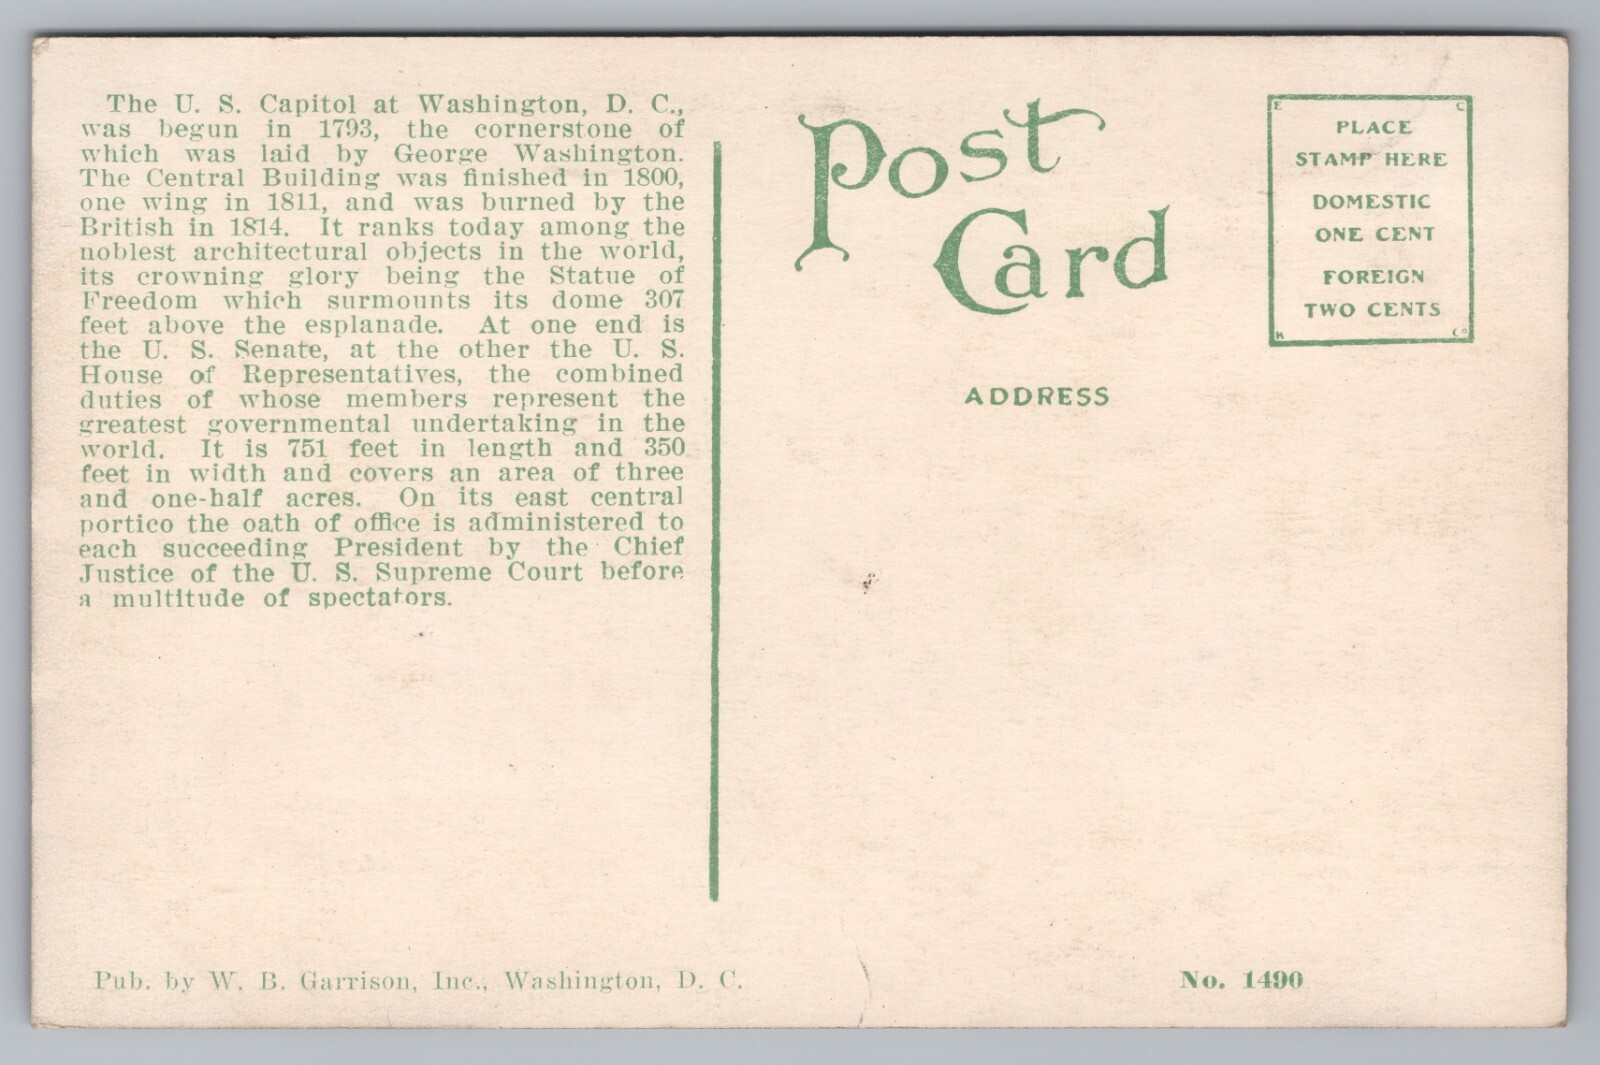 The U. S. Capitol at Washington, D. C.,
was begun in 1793, the cornerstone of
which was laid by George Washington.
The Central Building was finished in 1800,
one wing in 1811, and was burned by the
British in 1814. It ranks today among the
noblest architectural objects in the world,
its crowning glory being the Statue of
Freedom which surmounts its dome 307
feet above the esplanade. At one end is
the U. S. Senate, at the other the U. S.
House of Representatives, the combined
duties of whose members represent the
greatest governmental undertaking in the
world. It is 751 feet in length and 350
feet in width and covers an area of three
and one-half acres. On its east central
portico the oath of office is administered to
each succeeding President by the Chief
Justice of the U. S. Supreme Court before
a multitude of spectators.
Pub. by W. B. Garrison, Inc., Washington, D. C.
Post
Card
ADDRESS
E C
PLACE
STAMP HERE
DOMESTIC
ONE CENT
FOREIGN
TWO CENTS
K Co
No. 1490